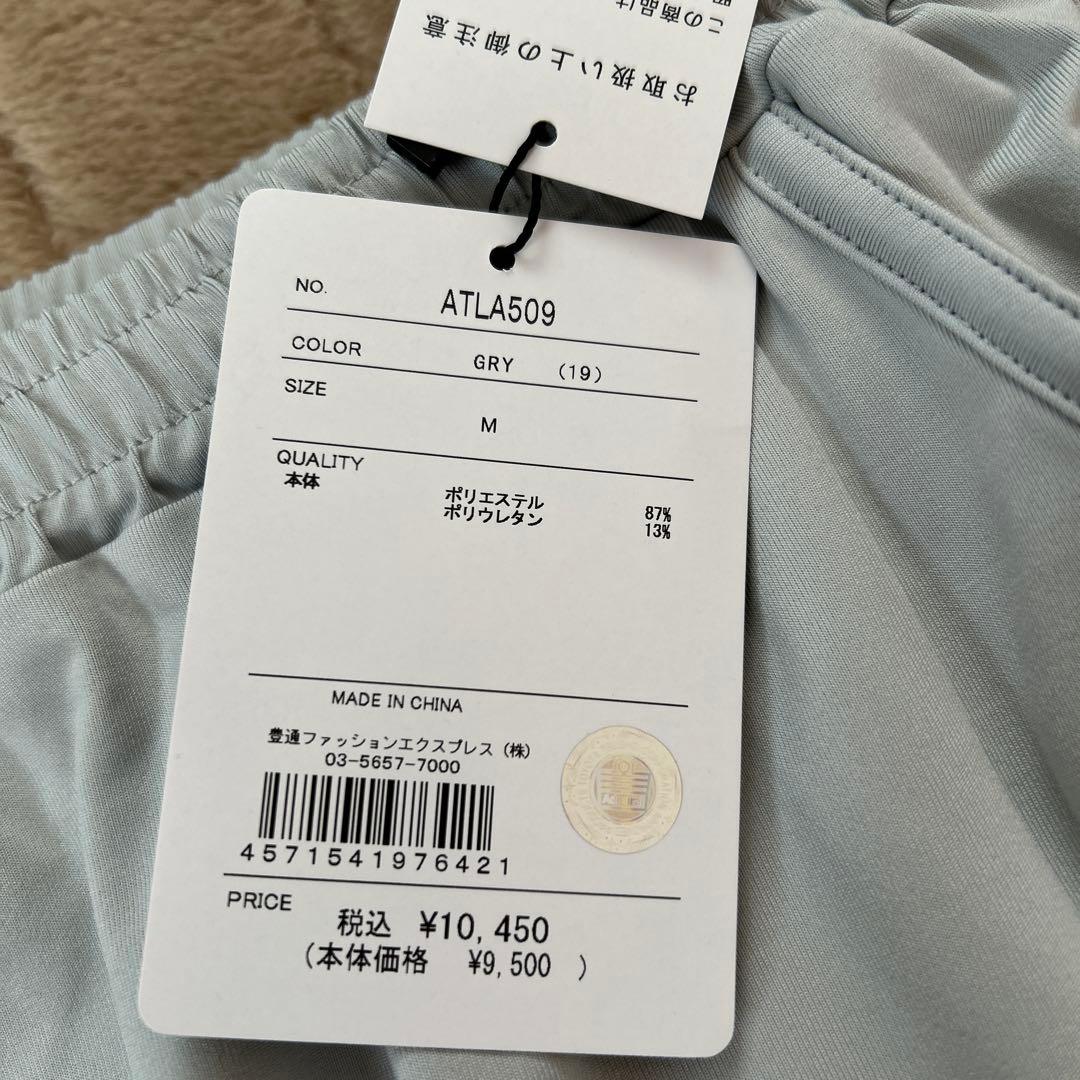 この商品は
お取扱い上の御注意
NO. ATLA509
COLOR GRY (19)
SIZE
M
QUALITY
本体 ポリエステル 87%
ポリウレタン 13%
MADE IN CHINA
豊通ファッションエクスプレス (株)
03-5657-7000
4571541976421
PRICE 税込 ¥10,450
(本体価格 ¥9,500 )